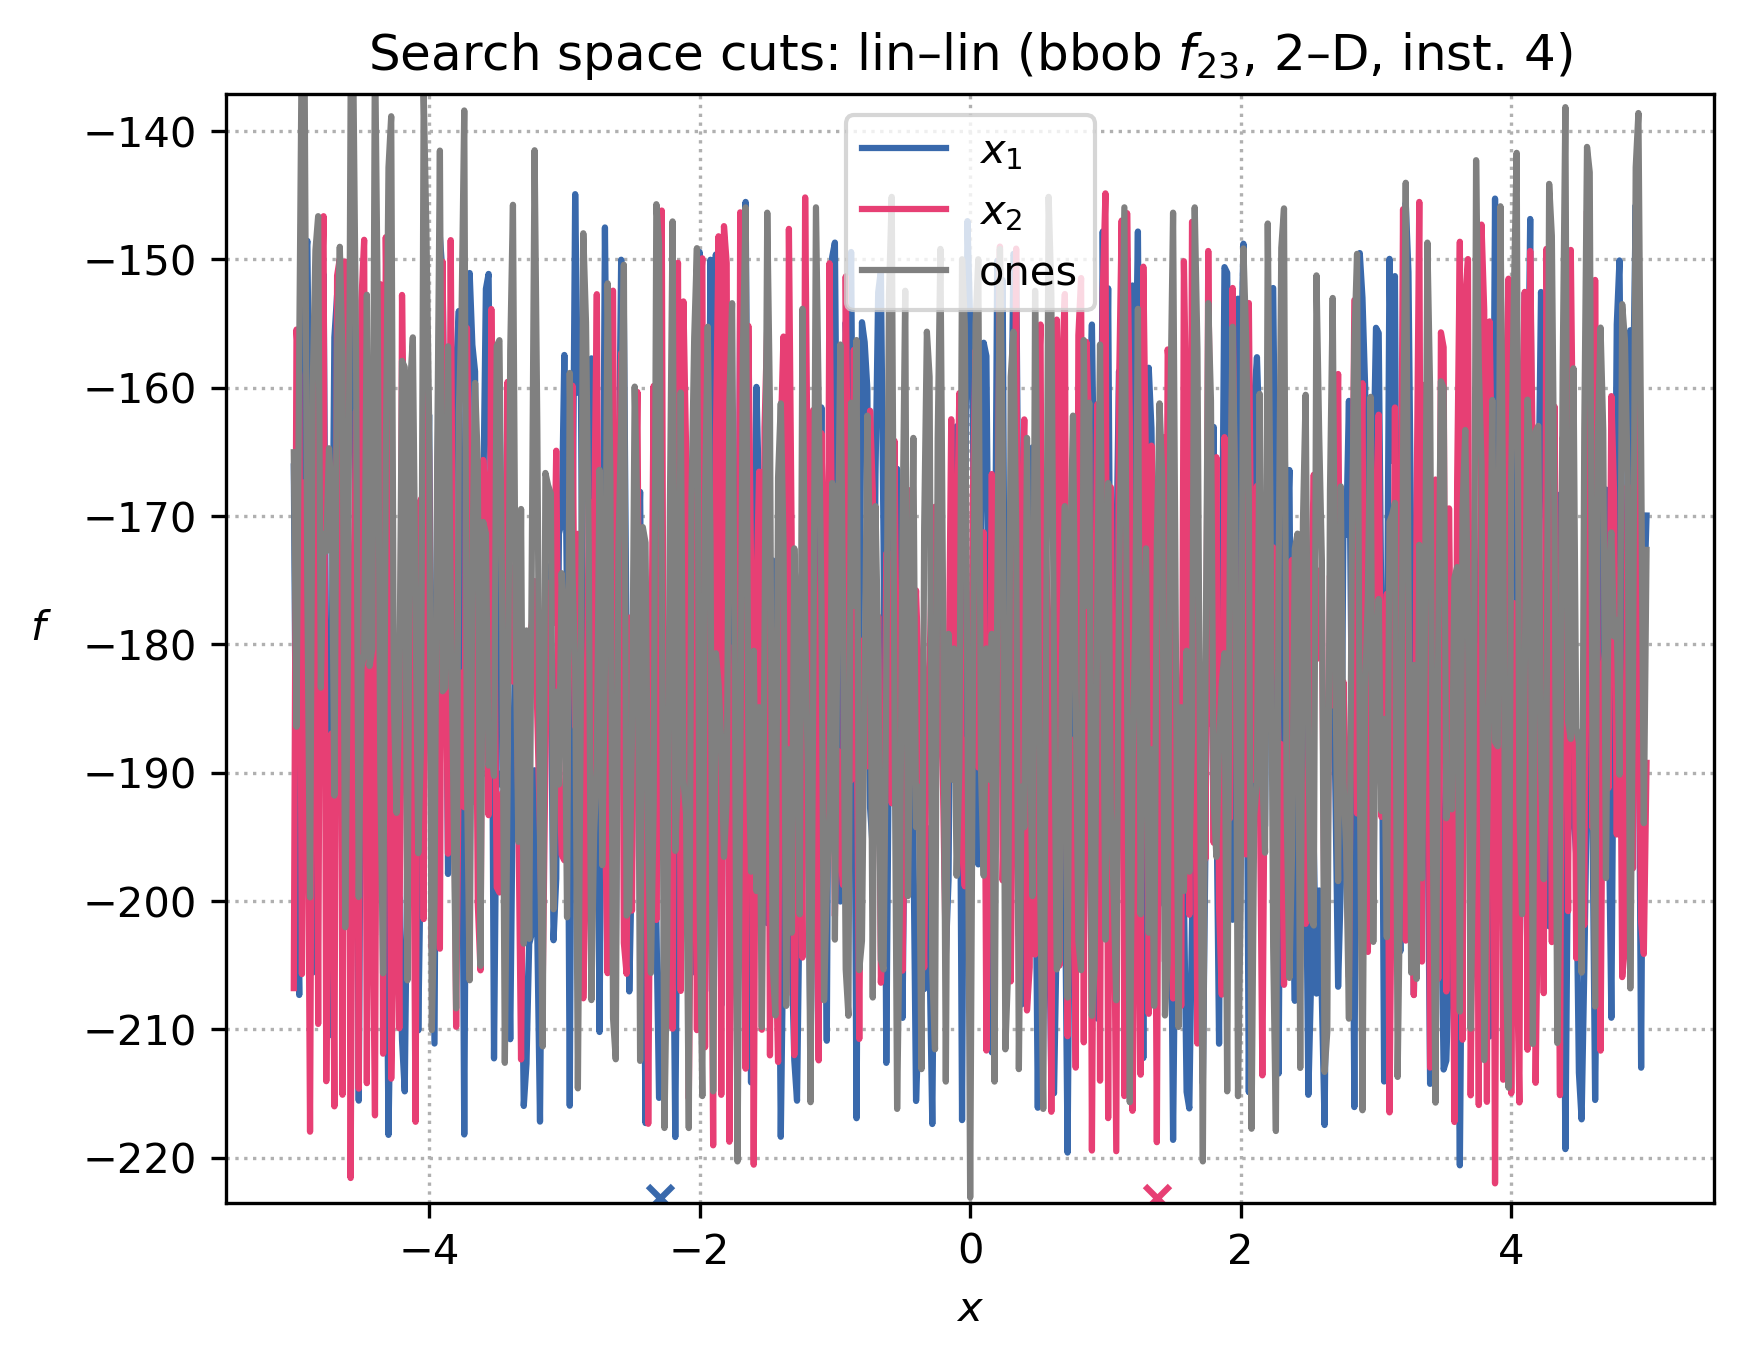 Search space cuts: lin–lin (bbob f₂₃, 2–D, inst. 4)
x₁
x₂
ones
−140
−150
−160
−170
−180
−190
−200
−210
−220
f
−4
−2
0
2
4
x